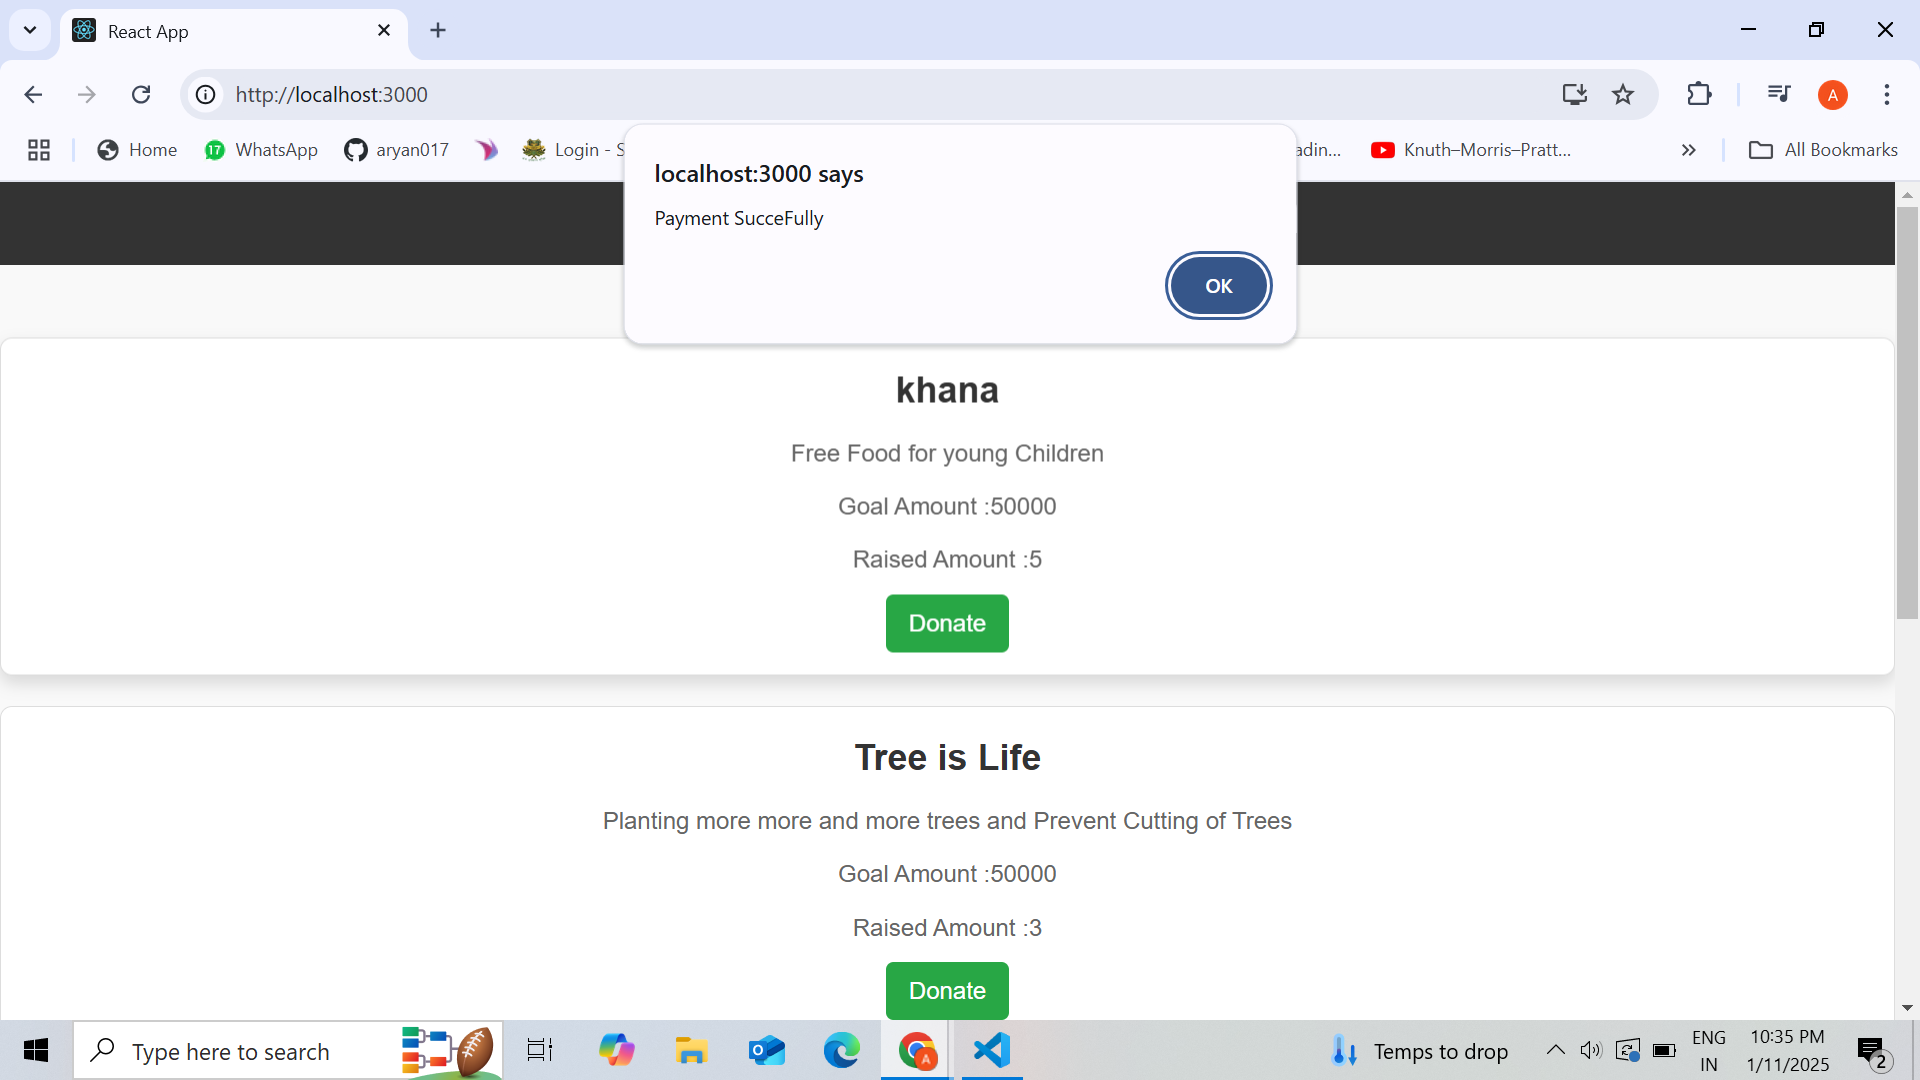 React App
http://localhost:3000
A
Home
17
WhatsApp
aryan017
Login - S
adin...
Knuth–Morris–Pratt...
All Bookmarks
localhost:3000 says
Payment SucceFully
OK
khana
Free Food for young Children
Goal Amount :50000
Raised Amount :5
Donate
Tree is Life
Planting more more and more trees and Prevent Cutting of Trees
Goal Amount :50000
Raised Amount :3
Donate
Type here to search
A
Temps to drop
ENG
IN
10:35 PM
1/11/2025
2